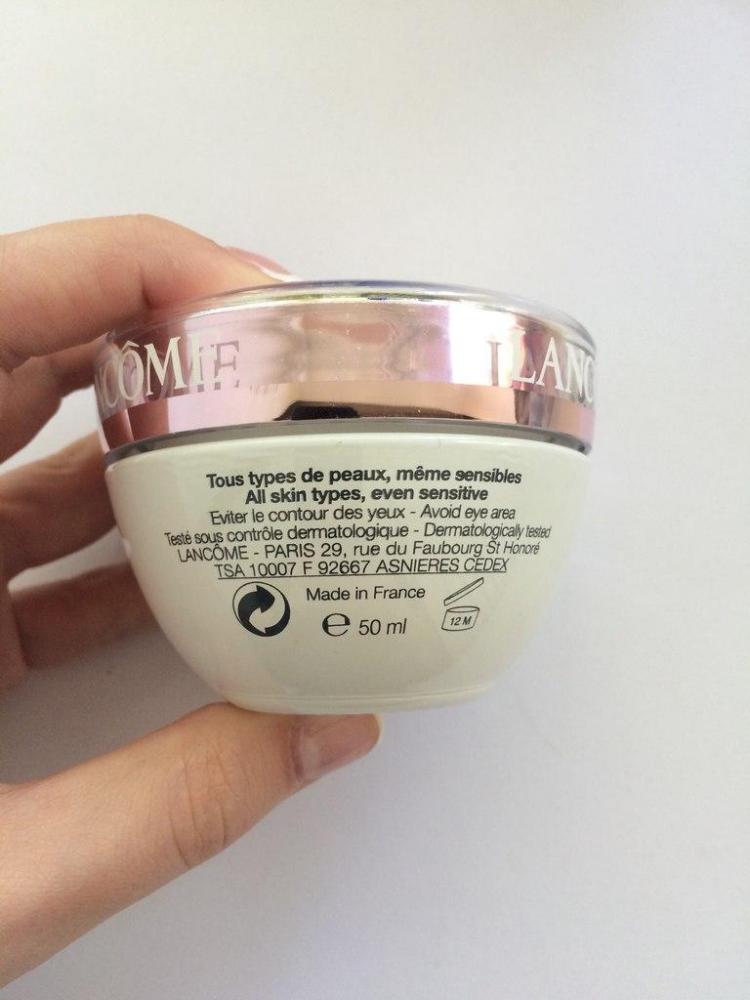 LANCÔME
LANC
Tous types de peaux, même sensibles
All skin types, even sensitive
Eviter le contour des yeux - Avoid eye area
Testé sous contrôle dermatologique - Dermatologically tested
LANCÔME - PARIS 29, rue du Faubourg St Honoré
TSA 10007 F 92667 ASNIERES CEDEX
Made in France
℮ 50 ml
12 M